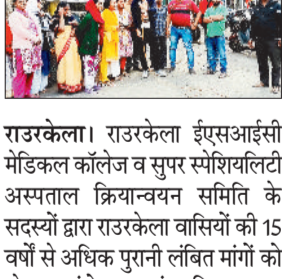 राउरकेला। राउरकेला ईएसआईसी
मेडिकल कॉलेज व सुपर स्पेशियलिटी
अस्पताल क्रियान्वयन समिति के
सदस्यों द्वारा राउरकेला वासियों की 15
वर्षों से अधिक पुरानी लंबित मांगों को